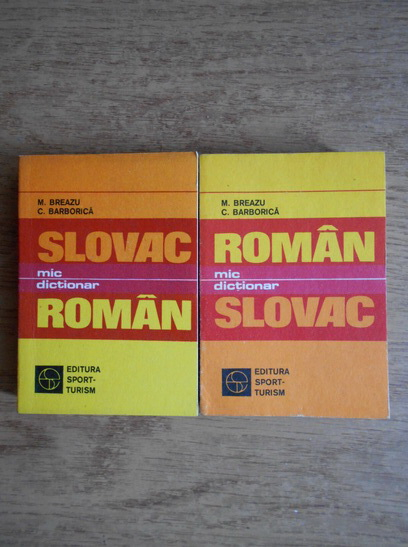 M. BREAZU
C. BARBORICĂ
SLOVAC
mic
dicționar
ROMÂN
EDITURA
SPORT-
TURISM
M. BREAZU
C. BARBORICĂ
ROMÂN
mic
dicționar
SLOVAC
EDITURA
SPORT-
TURISM